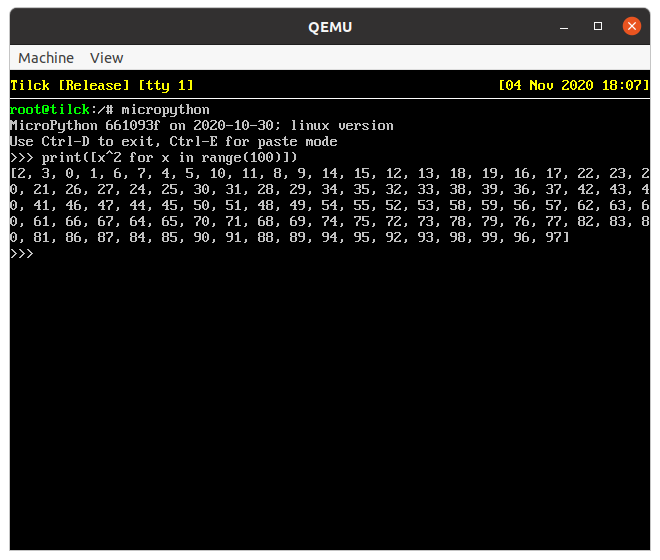 QEMU
Machine View
Tilck [Release] [tty 1] [04 Nov 2020 18:07]
root@tilck:/# micropython
MicroPython 661093f on 2020-10-30; linux version
Use Ctrl-D to exit, Ctrl-E for paste mode
>>> print([x^2 for x in range(100)])
[2, 3, 0, 1, 6, 7, 4, 5, 10, 11, 8, 9, 14, 15, 12, 13, 18, 19, 16, 17, 22, 23, 2
0, 21, 26, 27, 24, 25, 30, 31, 28, 29, 34, 35, 32, 33, 38, 39, 36, 37, 42, 43, 4
0, 41, 46, 47, 44, 45, 50, 51, 48, 49, 54, 55, 52, 53, 58, 59, 56, 57, 62, 63, 6
0, 61, 66, 67, 64, 65, 70, 71, 68, 69, 74, 75, 72, 73, 78, 79, 76, 77, 82, 83, 8
0, 81, 86, 87, 84, 85, 90, 91, 88, 89, 94, 95, 92, 93, 98, 99, 96, 97]
>>>